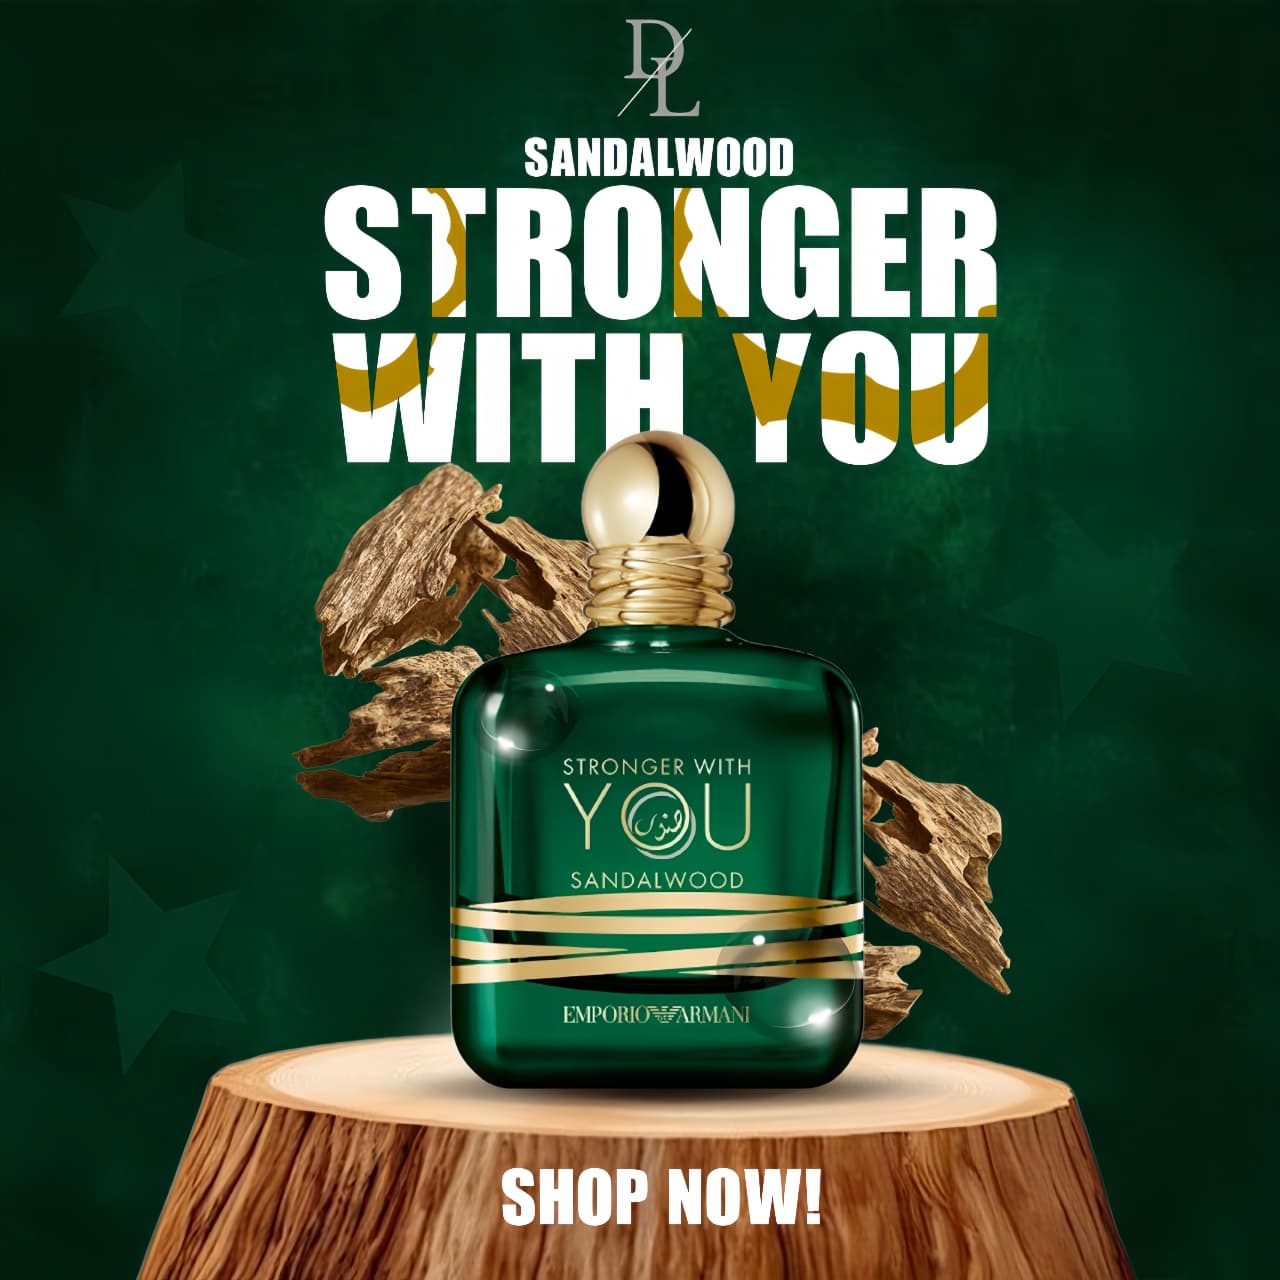 DL
SANDALWOOD
STRONGER
WITH YOU
STRONGER WITH
YOU
SANDALWOOD
EMPORIO ARMANI
SHOP NOW!